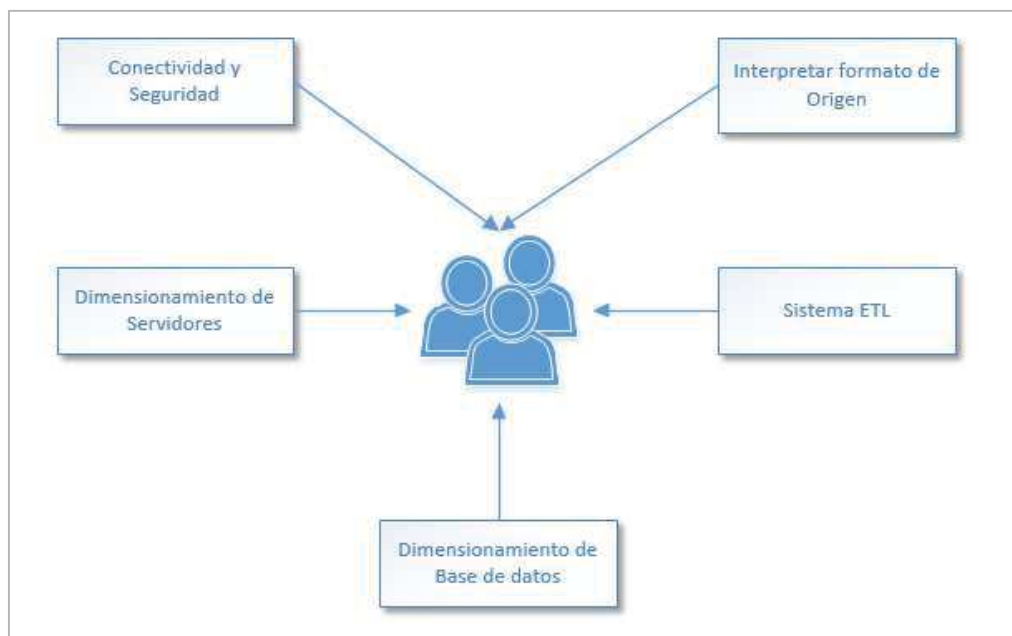 Conectividad y
Seguridad
Interpretar formato de
Origen
Dimensionamiento de
Servidores
Sistema ETL
Dimensionamiento de
Base de datos